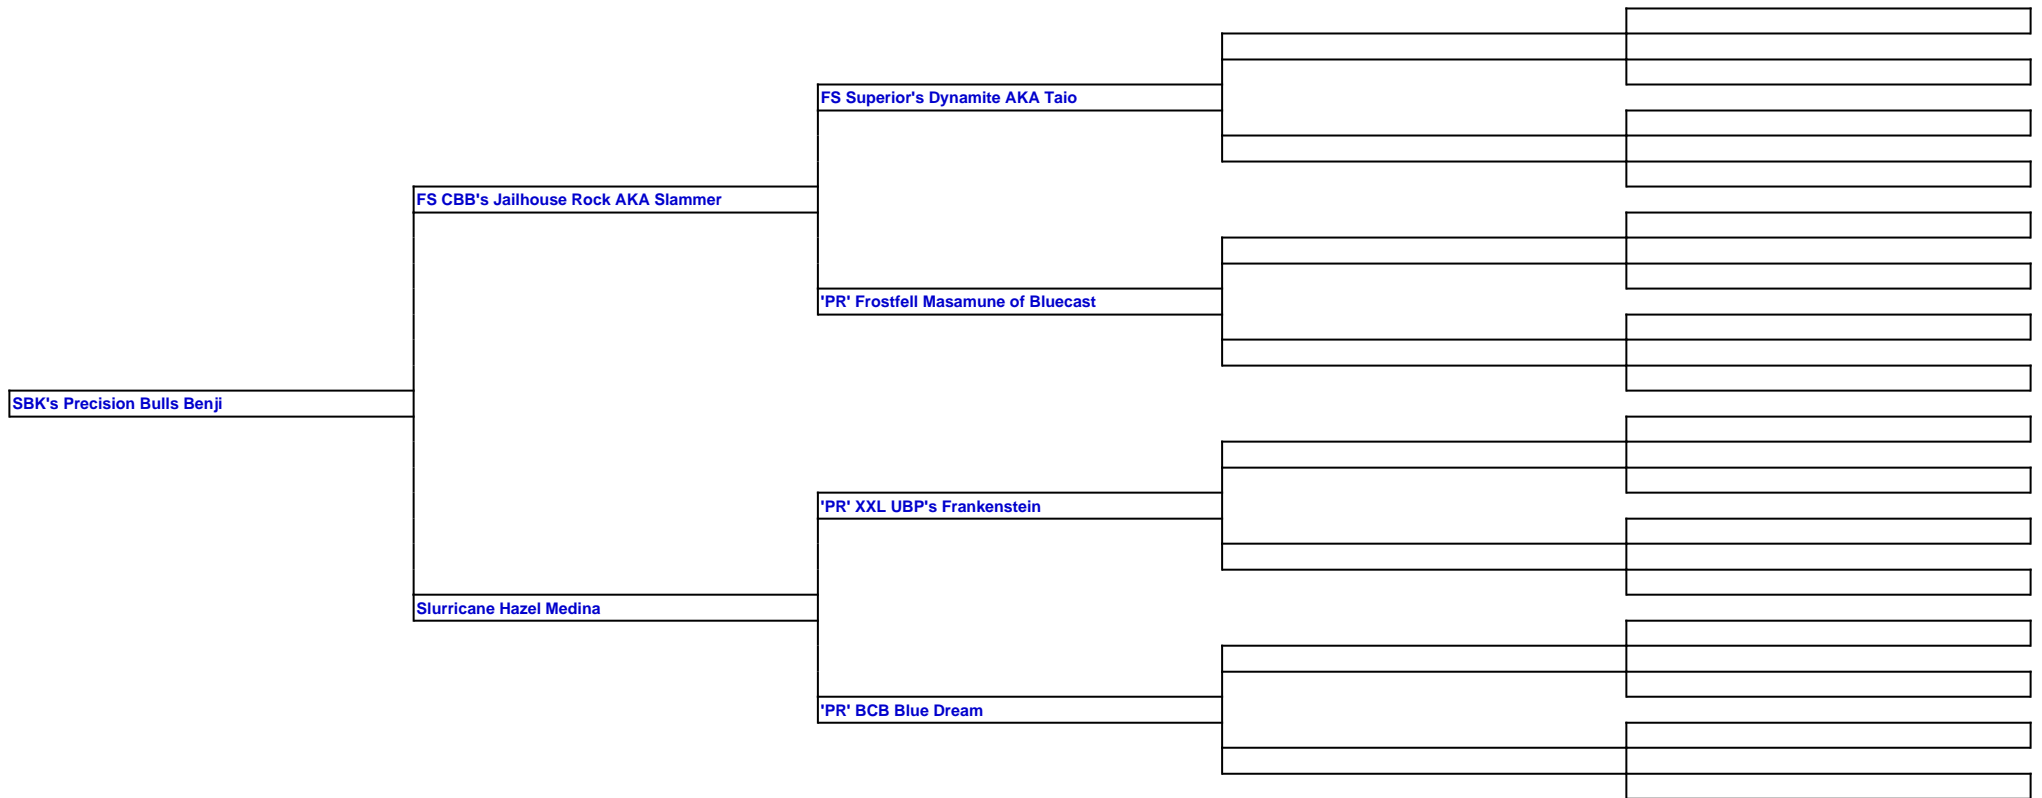 FS Superior's Dynamite AKA Taio
FS CBB's Jailhouse Rock AKA Slammer
'PR' Frostfell Masamune of Bluecast
SBK's Precision Bulls Benji
'PR' XXL UBP's Frankenstein
Slurricane Hazel Medina
'PR' BCB Blue Dream